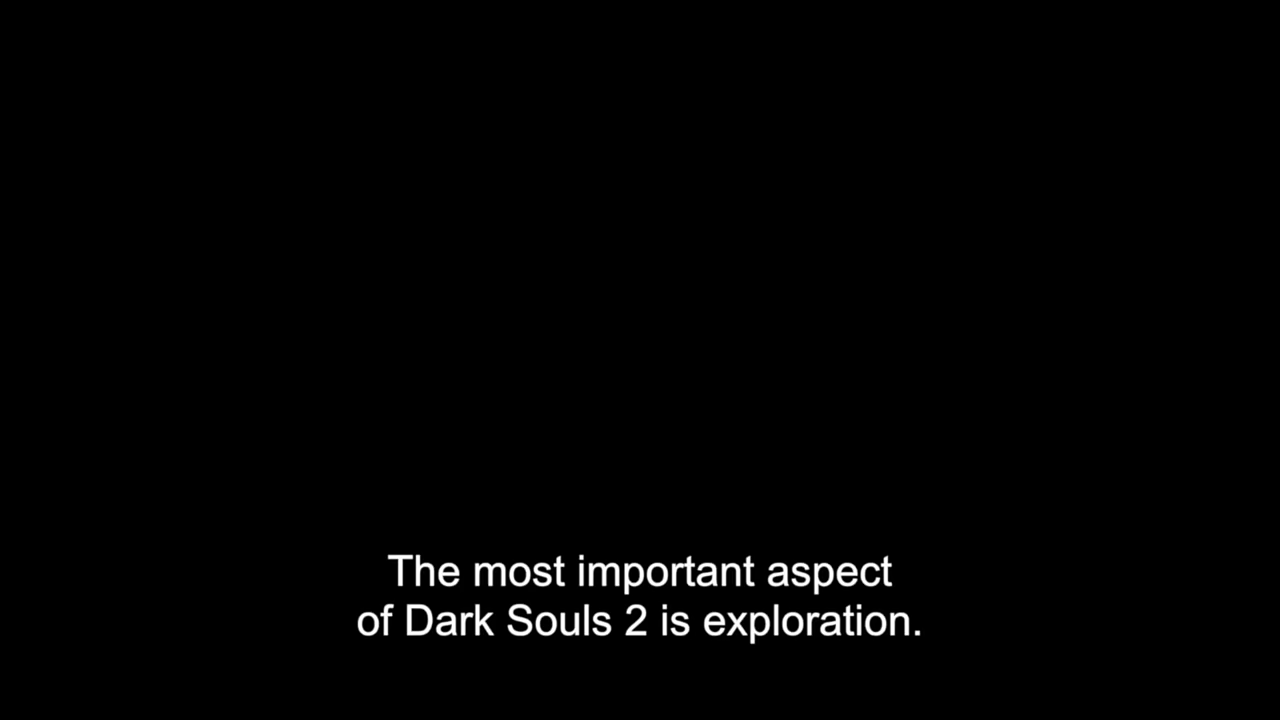 The most important aspect
of Dark Souls 2 is exploration.